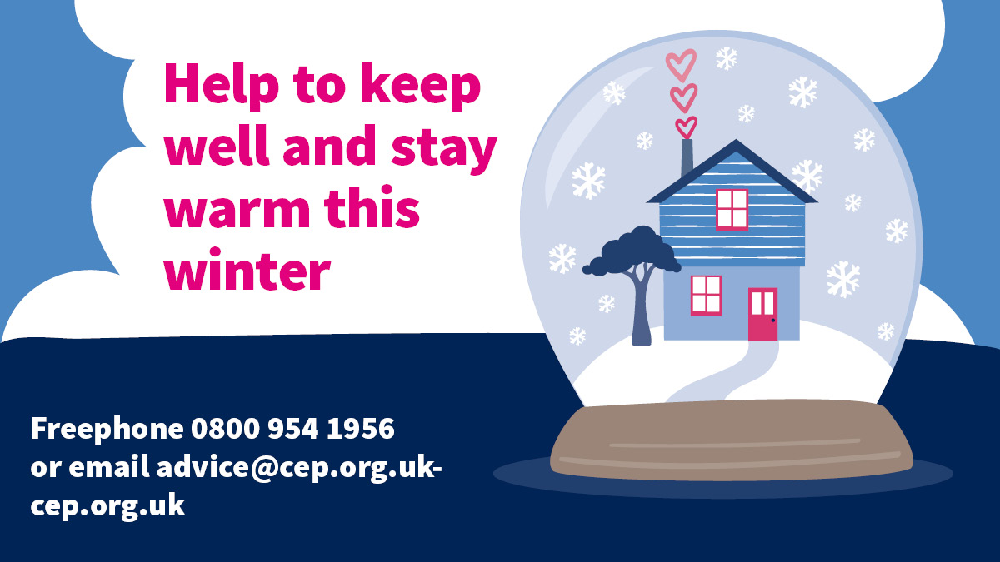 Help to keep
well and stay
warm this
winter
Freephone 0800 954 1956
or email advice@cep.org.uk-
cep.org.uk